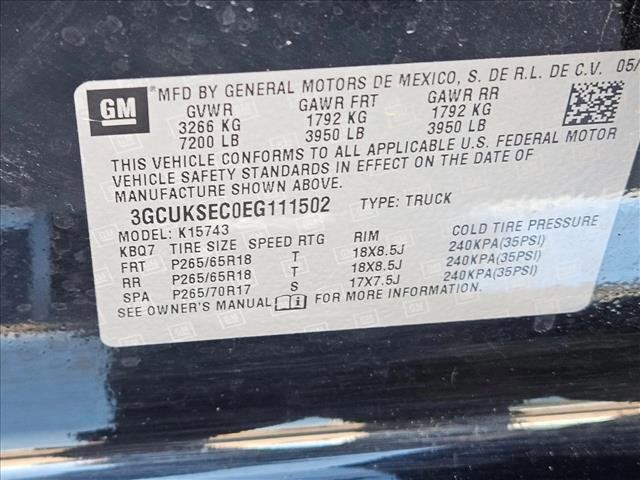 GM
MFD BY GENERAL MOTORS DE MEXICO, S. DE R.L. DE C.V. 05/
GVWR GAWR FRT GAWR RR
3266 KG 1792 KG 1792 KG
7200 LB 3950 LB 3950 LB
THIS VEHICLE CONFORMS TO ALL APPLICABLE U.S. FEDERAL MOTOR
VEHICLE SAFETY STANDARDS IN EFFECT ON THE DATE OF
MANUFACTURE SHOWN ABOVE.
3GCUKSEC0EG111502 TYPE: TRUCK
MODEL: K15743
KBQ7 TIRE SIZE SPEED RTG RIM COLD TIRE PRESSURE
FRT P265/65R18 T 18X8.5J 240KPA(35PSI)
RR P265/65R18 T 18X8.5J 240KPA(35PSI)
SPA P265/70R17 S 17X7.5J 240KPA(35PSI)
SEE OWNER'S MANUAL FOR MORE INFORMATION.